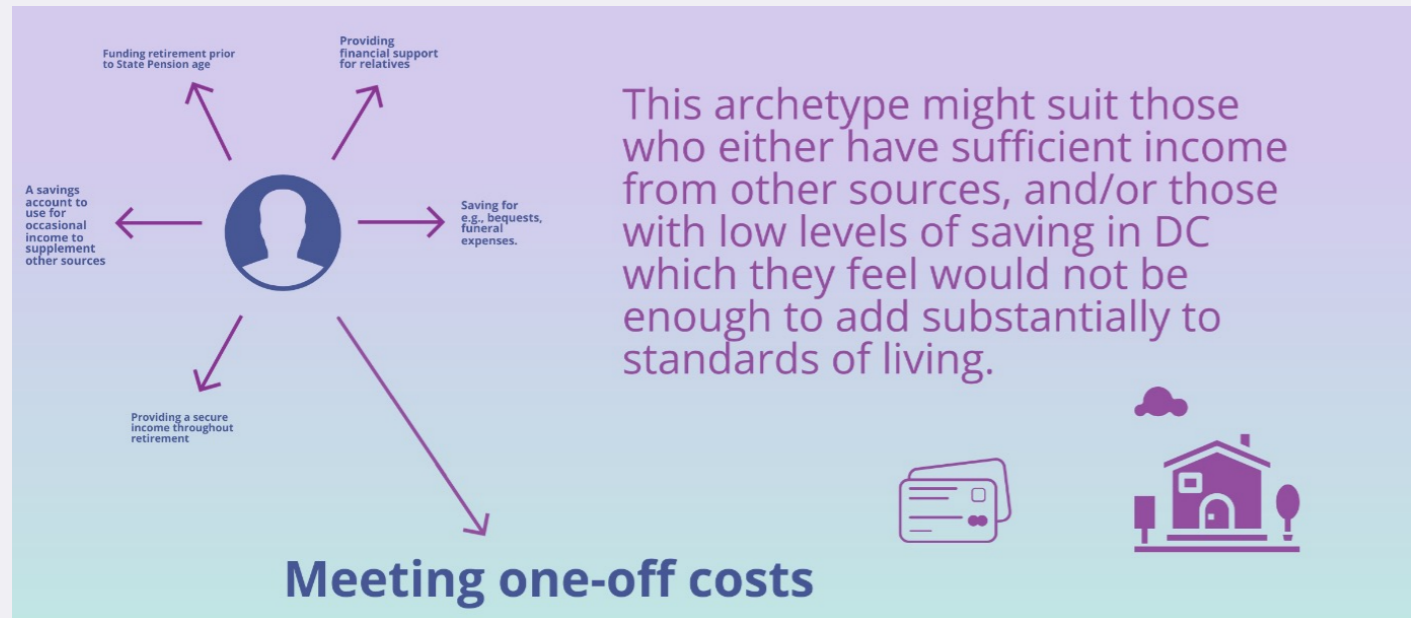 Funding retirement prior
to State Pension age
Providing
financial support
for relatives
This archetype might suit those
who either have sufficient income
from other sources, and/or those
with low levels of saving in DC
which they feel would not be
enough to add substantially to
standards of living.
A savings
account to
use for
occasional
income to
supplement
other sources
Saving for
e.g., bequests,
funeral
expenses.
Providing a secure
income throughout
retirement
Meeting one-off costs